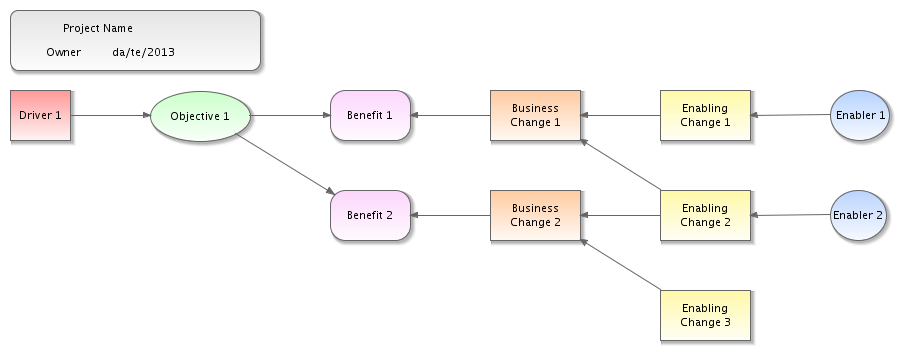 Project Name
Owner da/te/2013
Driver 1
Objective 1
Benefit 1
Business
Change 1
Enabling
Change 1
Enabler 1
Benefit 2
Business
Change 2
Enabling
Change 2
Enabler 2
Enabling
Change 3